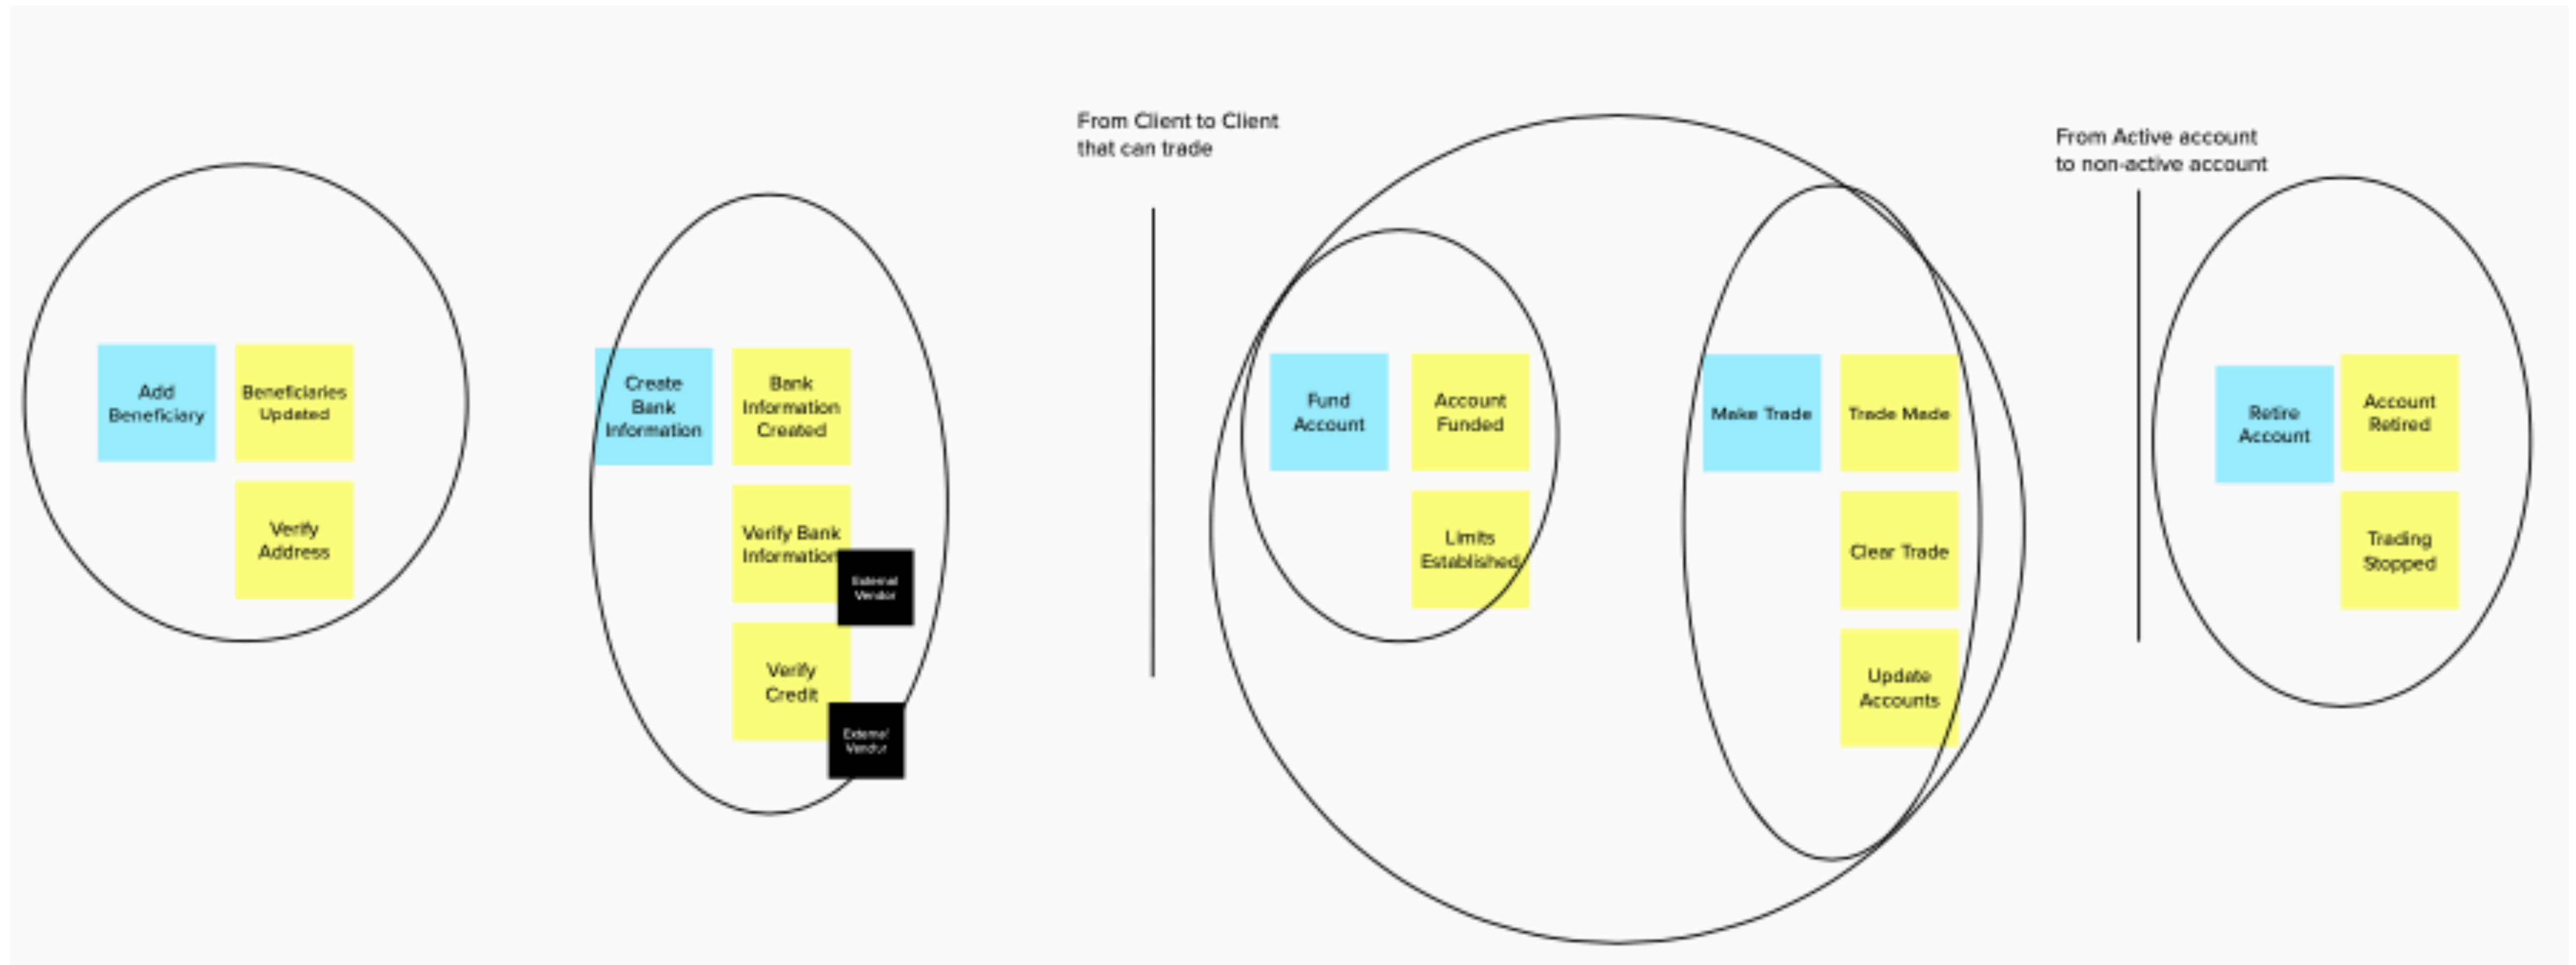 Add
Beneficiary
Beneficiaries
Updated
Verify
Address
Create
Bank
Information
Bank
Information
Created
Verify Bank
Information
External
Vendor
Verify
Credit
External
Vendor
From Client to Client
that can trade
Fund
Account
Account
Funded
Limits
Established
Make Trade
Trade Made
Clear Trade
Update
Accounts
From Active account
to non-active account
Retire
Account
Account
Retired
Trading
Stopped